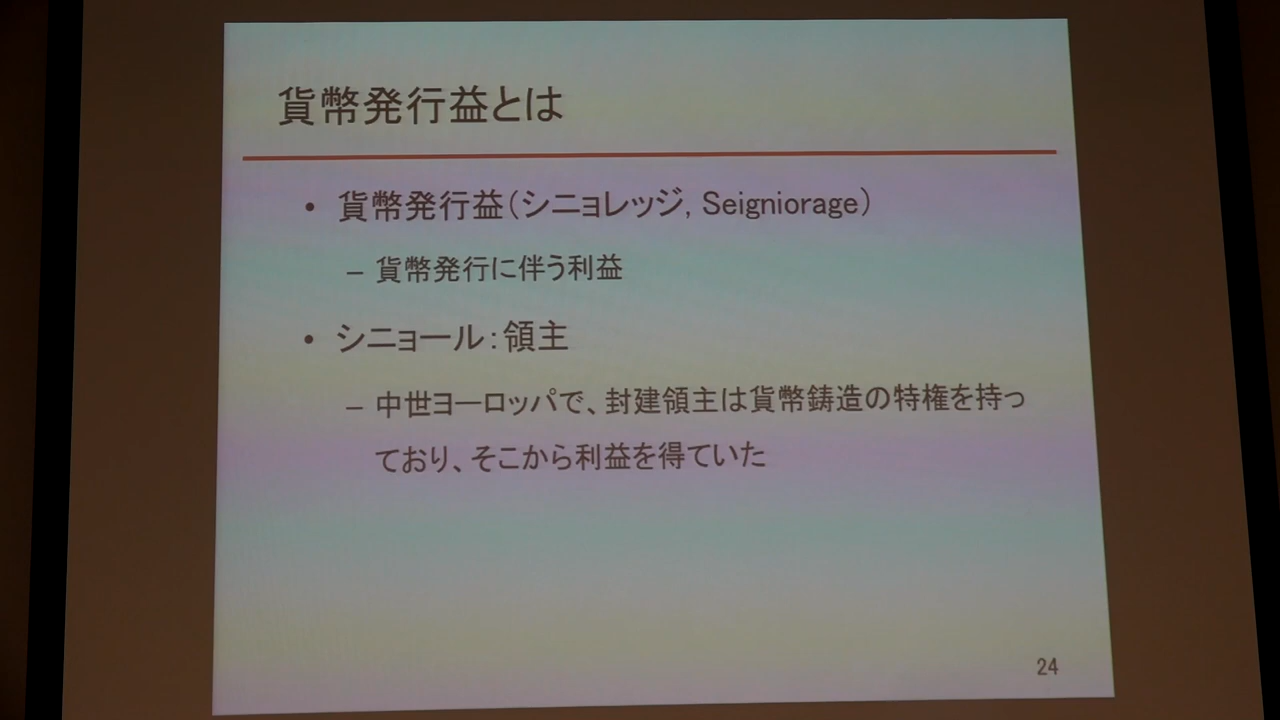 貨幣発行益とは
• 貨幣発行益(シニョレッジ, Seigniorage)
– 貨幣発行に伴う利益
• シニョール:領主
– 中世ヨーロッパで、封建領主は貨幣鋳造の特権を持っ
ており、そこから利益を得ていた
24